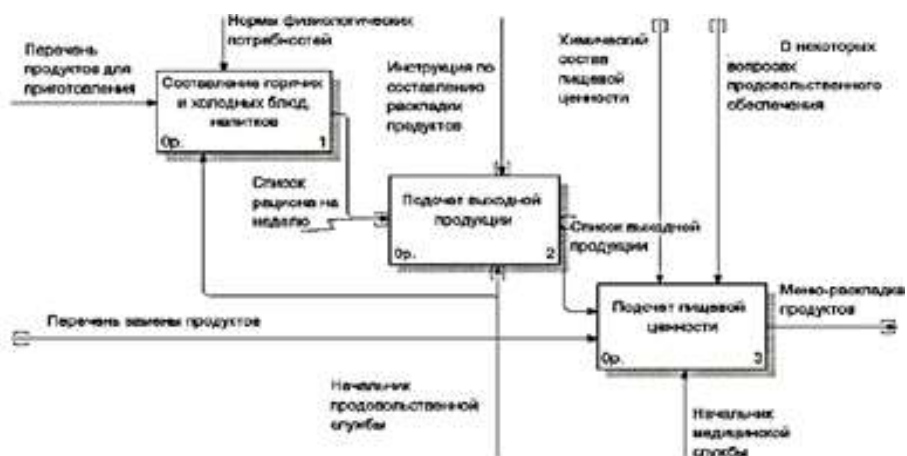 Нормы физиологических
потребностей
Перечень
продуктов для
приготовления
Составление горячих
и холодных блюд,
напитков
0р.
1
Инструкция по
составлению
раскладки
продуктов
Химический
состав
пищевой
ценности
О некоторых
вопросах
продовольственного
обеспечения
Список
рациона на
неделю
Подсчет выходной
продукции
0р.
2
Список выходной
продукции
Подсчет пищевой
ценности
0р.
3
Меню-раскладка
продуктов
Перечень замены продуктов
Начальник
продовольственной
службы
Начальник
медицинской
службы